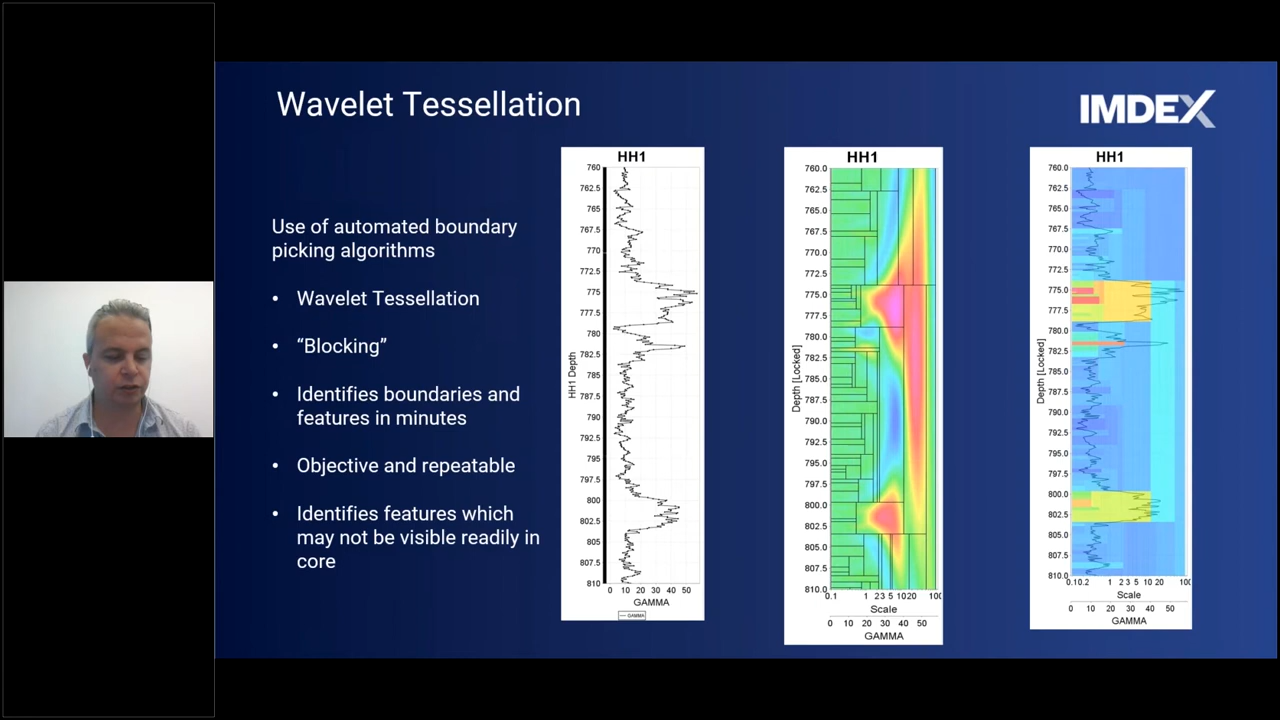 Wavelet Tessellation
IMDEX
Use of automated boundary
picking algorithms
• Wavelet Tessellation
• “Blocking”
• Identifies boundaries and
features in minutes
• Objective and repeatable
• Identifies features which
may not be visible readily in
core
HH1
760
762.5
765
767.5
770
772.5
775
777.5
780
782.5
785
787.5
790
792.5
795
797.5
800
802.5
805
807.5
810
HH1 Depth
0 10 20 30 40 50
GAMMA
GAMMA
HH1
760.0
762.5
765.0
767.5
770.0
772.5
775.0
777.5
780.0
782.5
785.0
787.5
790.0
792.5
795.0
797.5
800.0
802.5
805.0
807.5
810.0
Depth [Locked]
0.1 1 2 3 5 10 20 100
Scale
0 10 20 30 40 50
GAMMA
HH1
760.0
762.5
765.0
767.5
770.0
772.5
775.0
777.5
780.0
782.5
785.0
787.5
790.0
792.5
795.0
797.5
800.0
802.5
805.0
807.5
810.0
Depth [Locked]
0.1 0.2 1 2 3 5 10 20 100
Scale
0 10 20 30 40 50
GAMMA